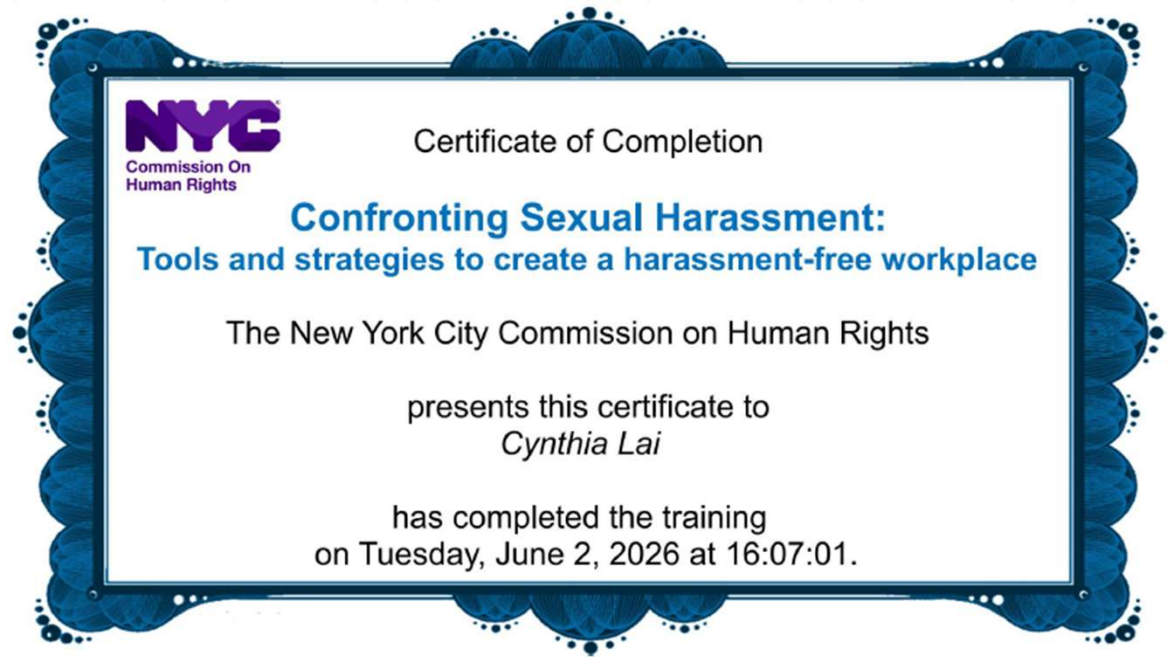 NYC
Commission On
Human Rights
Certificate of Completion
Confronting Sexual Harassment:
Tools and strategies to create a harassment-free workplace
The New York City Commission on Human Rights
presents this certificate to
Cynthia Lai
has completed the training
on Tuesday, June 2, 2026 at 16:07:01.